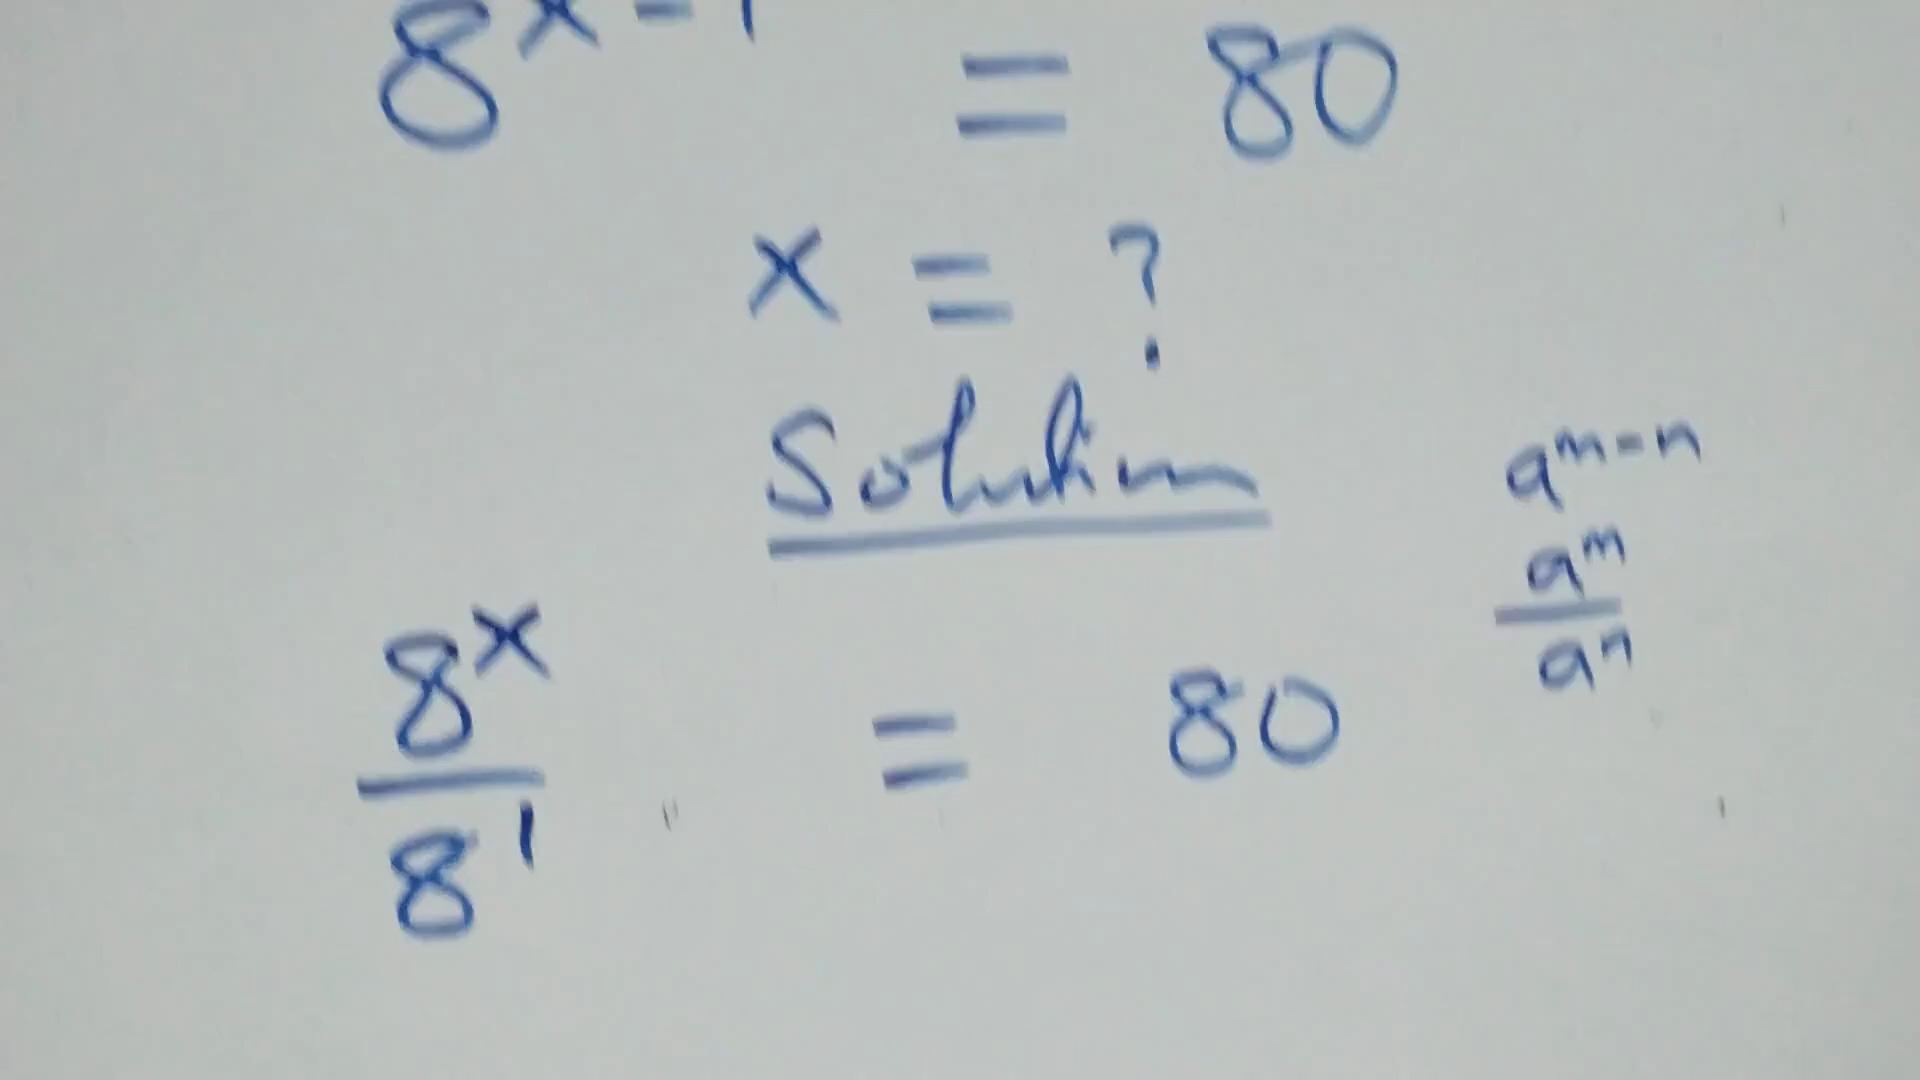 8^x-1 = 80
x = ?
Solution
a^m-n
a^m/a^n
8^x/8^1 = 80